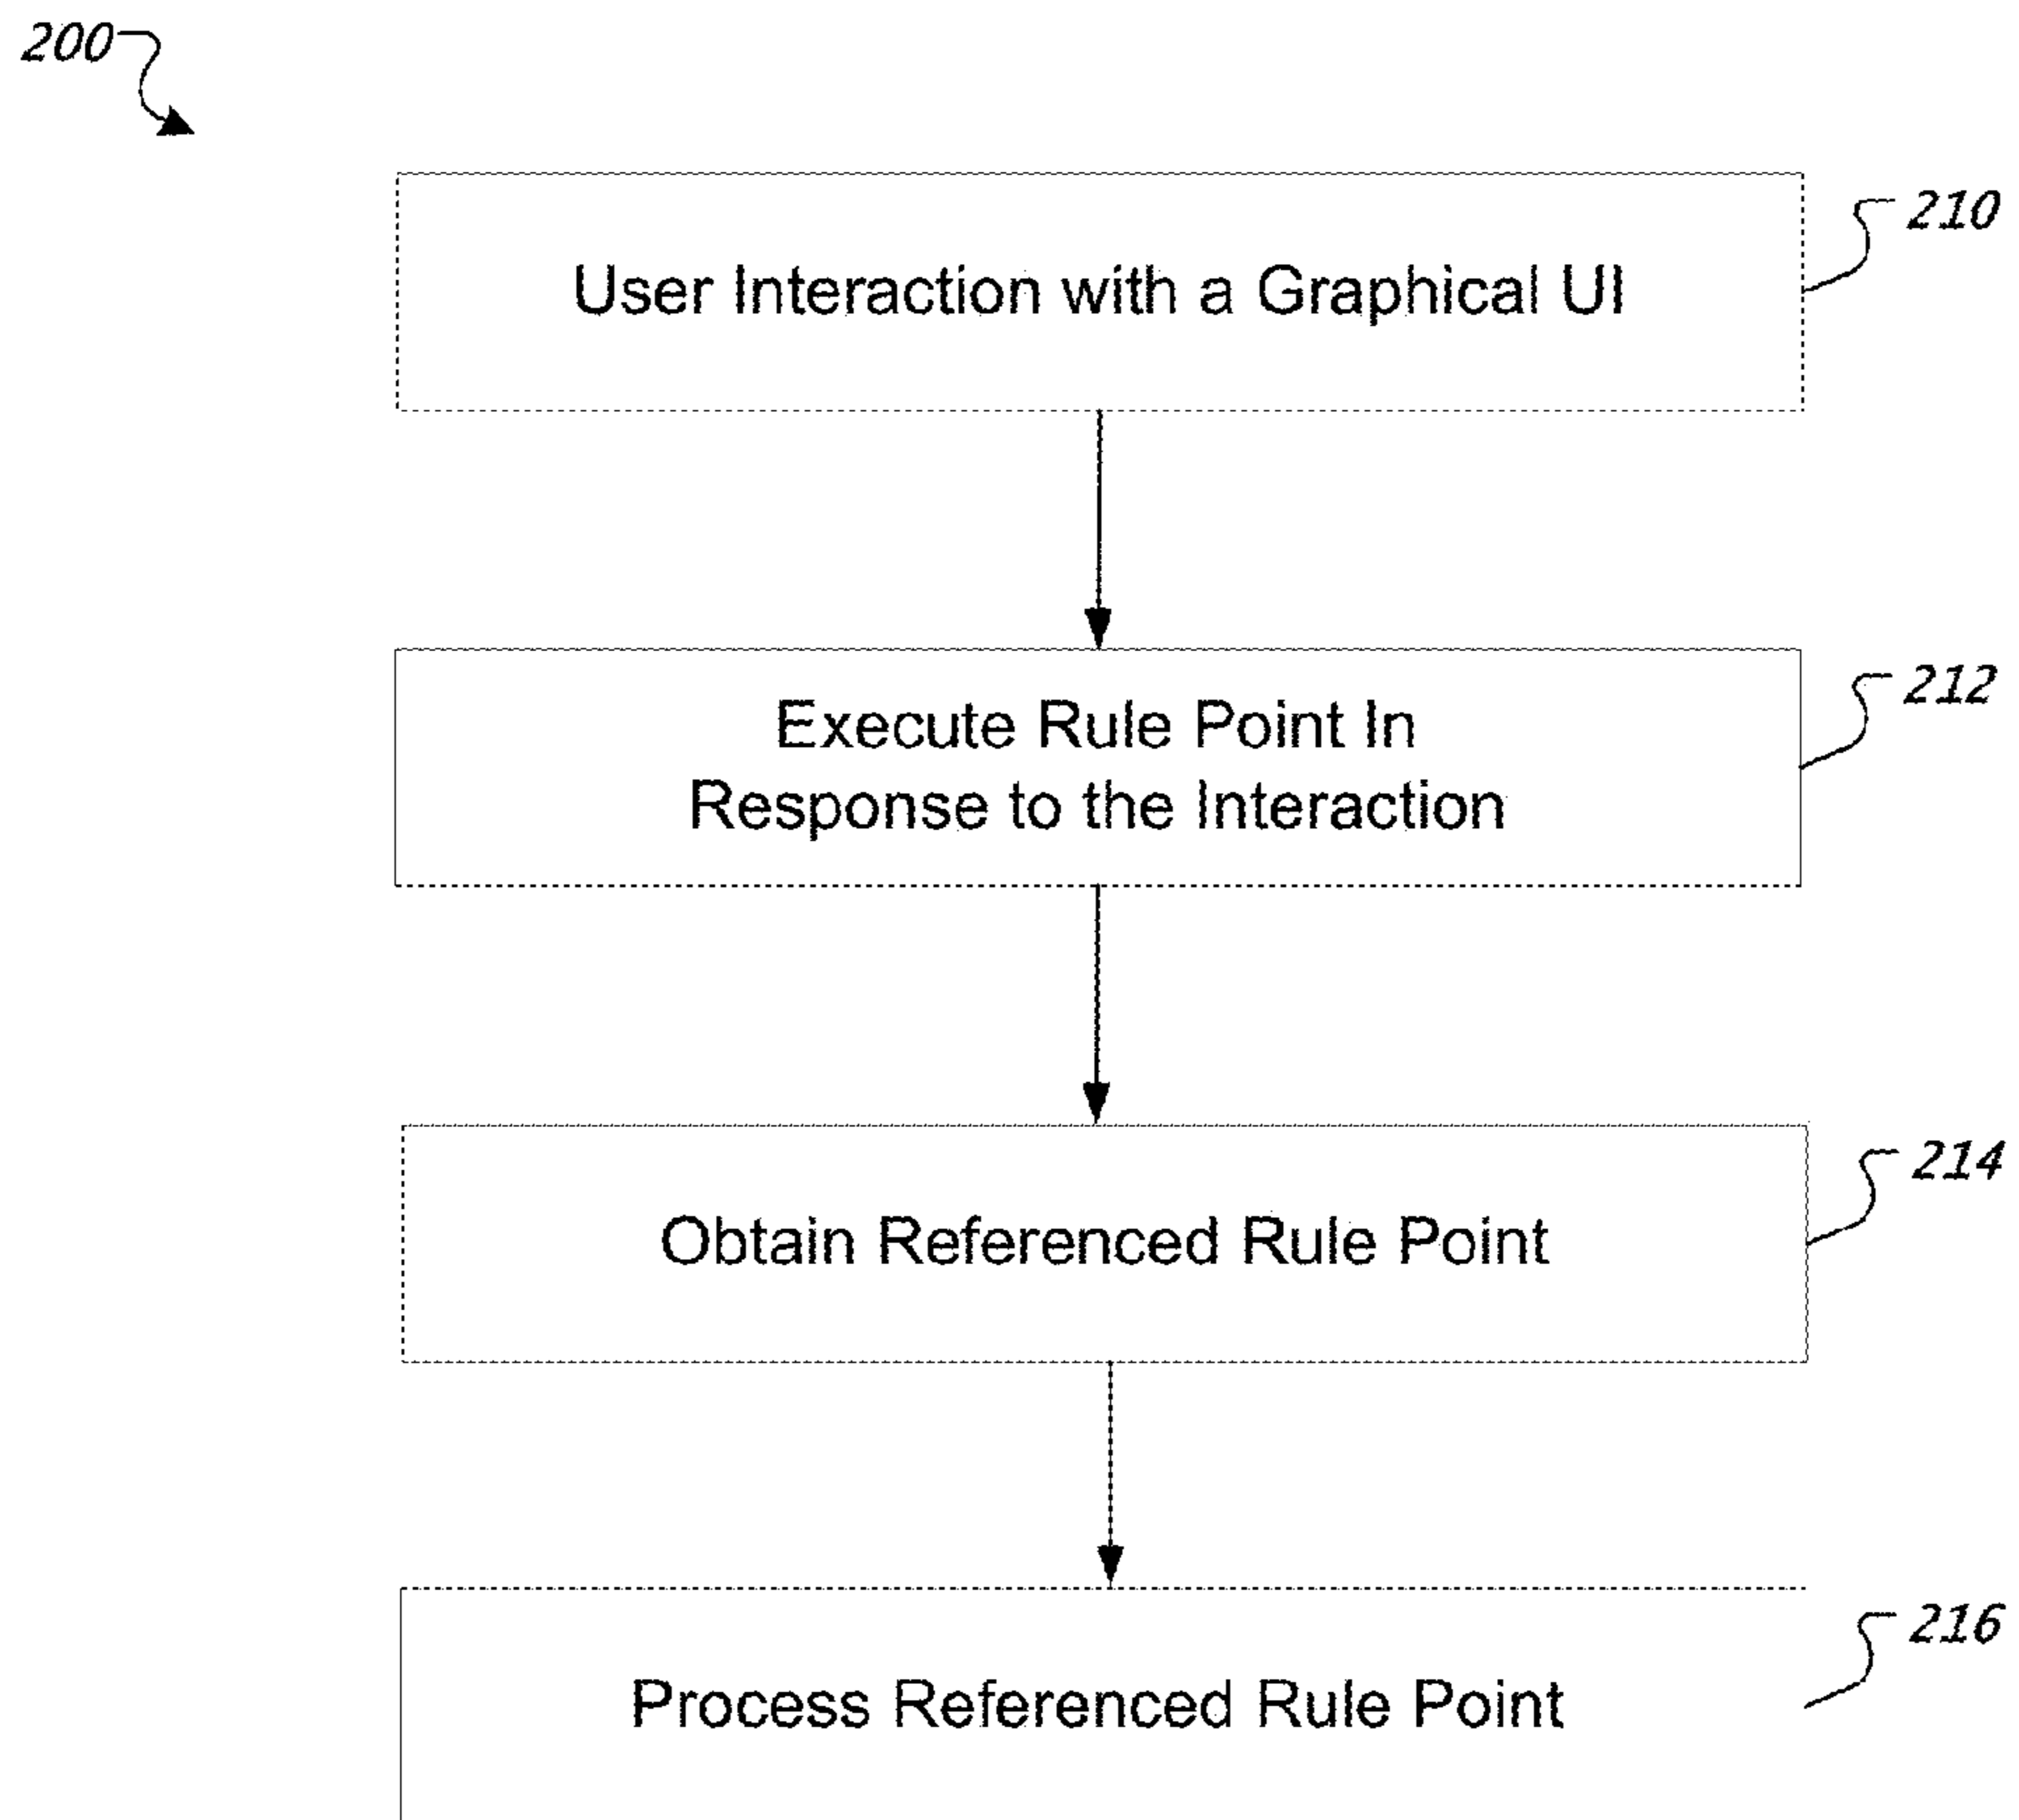 200
210
User Interaction with a Graphical UI
212
Execute Rule Point In
Response to the Interaction
214
Obtain Referenced Rule Point
216
Process Referenced Rule Point